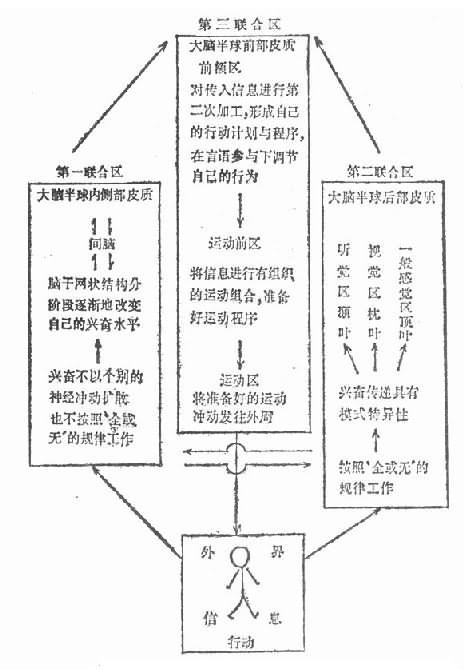 第三联合区
大脑半球前部皮质
前额区
对传入信息进行第
二次加工,形成自己
的行动计划与程序,
在言语参与下调节
自己的行为
运动前区
将信息进行有组织
的运动组合,准备
好运动程序
运动区
将准备好的运动
冲动发往外周
第一联合区
大脑半球内侧部皮质
间脑
脑干网状结构分
阶段逐渐地改变
自己的兴奋水平
兴奋不以个别的
神经冲动扩散
也不按照“全或
无”的规律工作
第二联合区
大脑半球后部皮质
听觉区颞叶
视觉区枕叶
一般感觉区顶叶
兴奋传递具有
模式特异性
按照“全或无”的
规律工作
外界
信息
行动